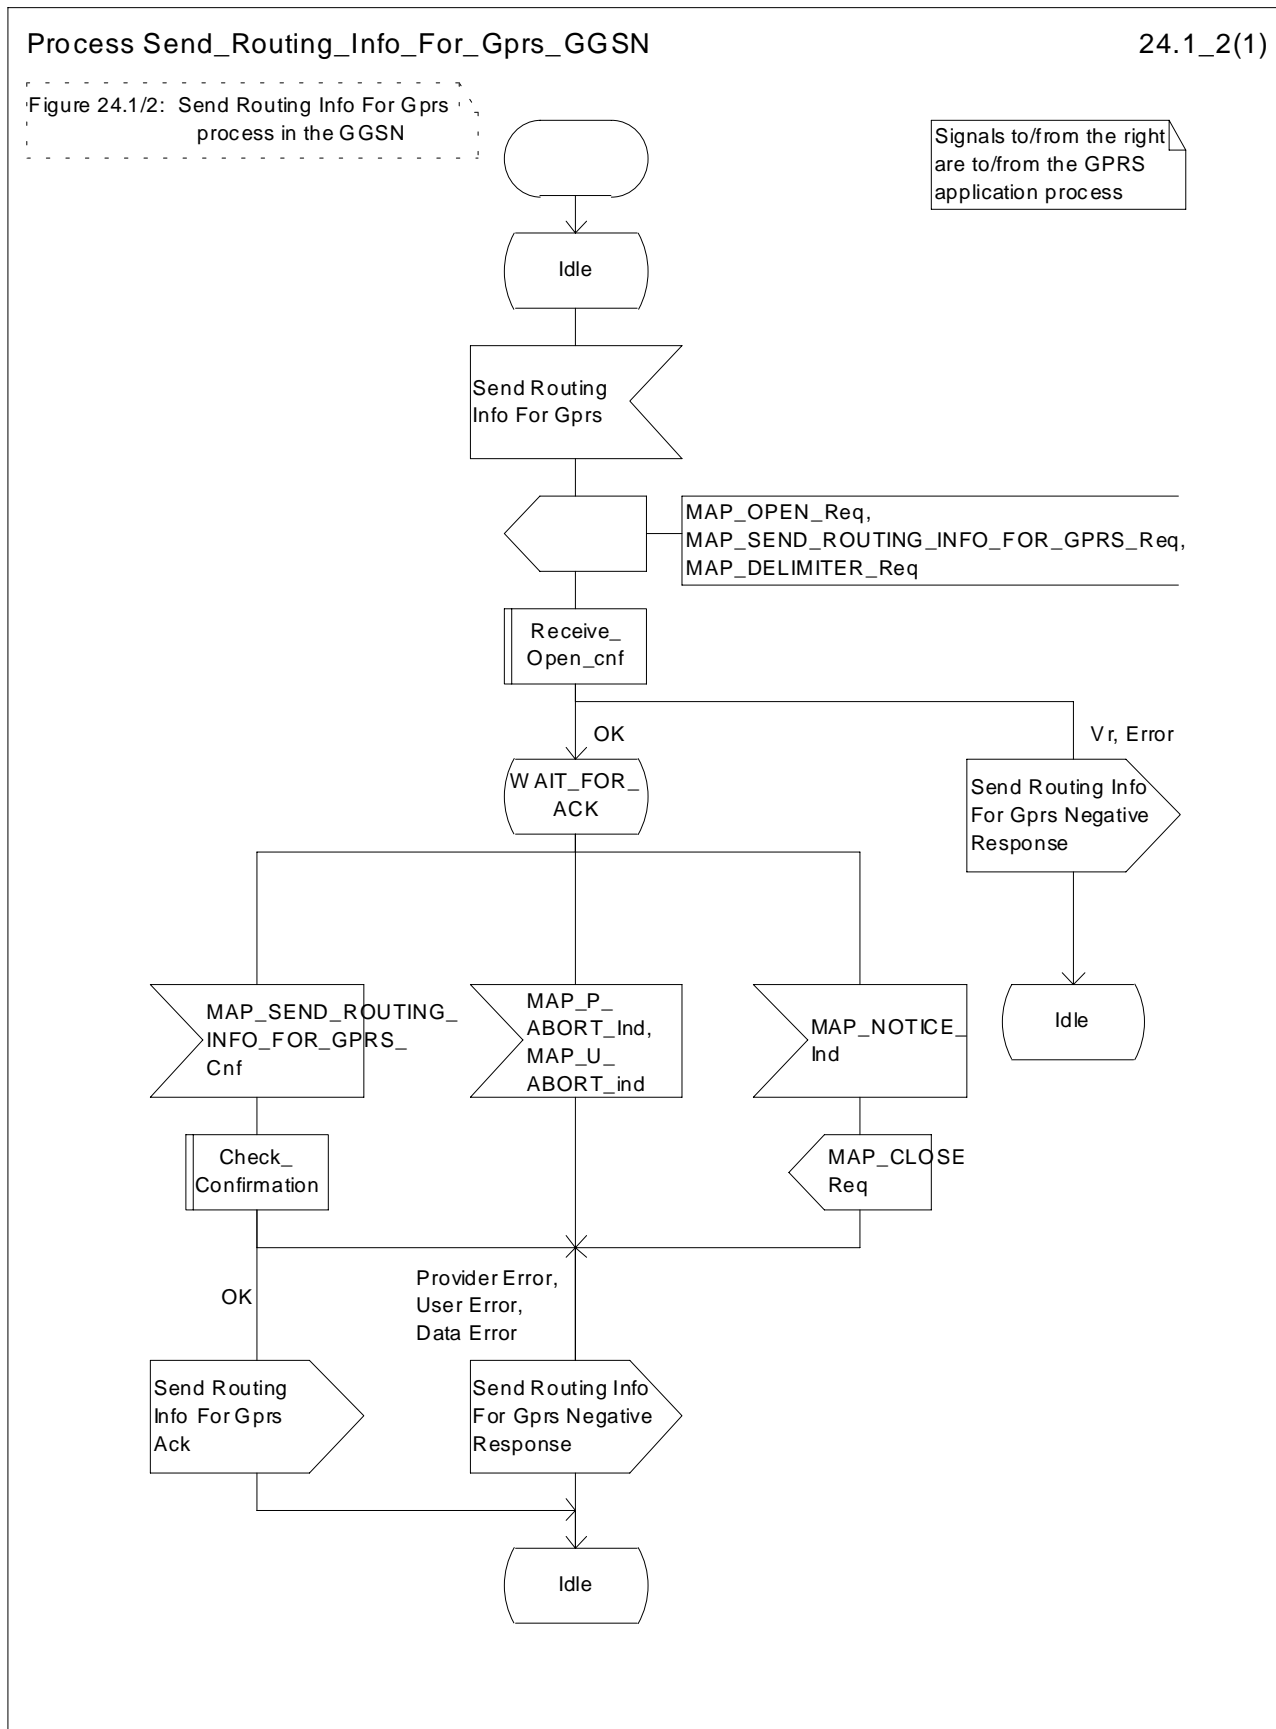 Process Send_Routing_Info_For_Gprs_GGSN
24.1_2(1)
Figure 24.1/2: Send Routing Info For Gprs
process in the GGSN
Signals to/from the right
are to/from the GPRS
application process
Idle
Send Routing
Info For Gprs
MAP_OPEN_Req,
MAP_SEND_ROUTING_INFO_FOR_GPRS_Req,
MAP_DELIMITER_Req
Receive_
Open_cnf
OK
Vr, Error
WAIT_FOR_
ACK
Send Routing Info
For Gprs Negative
Response
MAP_SEND_ROUTING_
INFO_FOR_GPRS_
Cnf
MAP_P_
ABORT_Ind,
MAP_U_
ABORT_ind
MAP_NOTICE_
Ind
Idle
Check_
Confirmation
MAP_CLOSE
Req
OK
Provider Error,
User Error,
Data Error
Send Routing
Info For Gprs
Ack
Send Routing Info
For Gprs Negative
Response
Idle